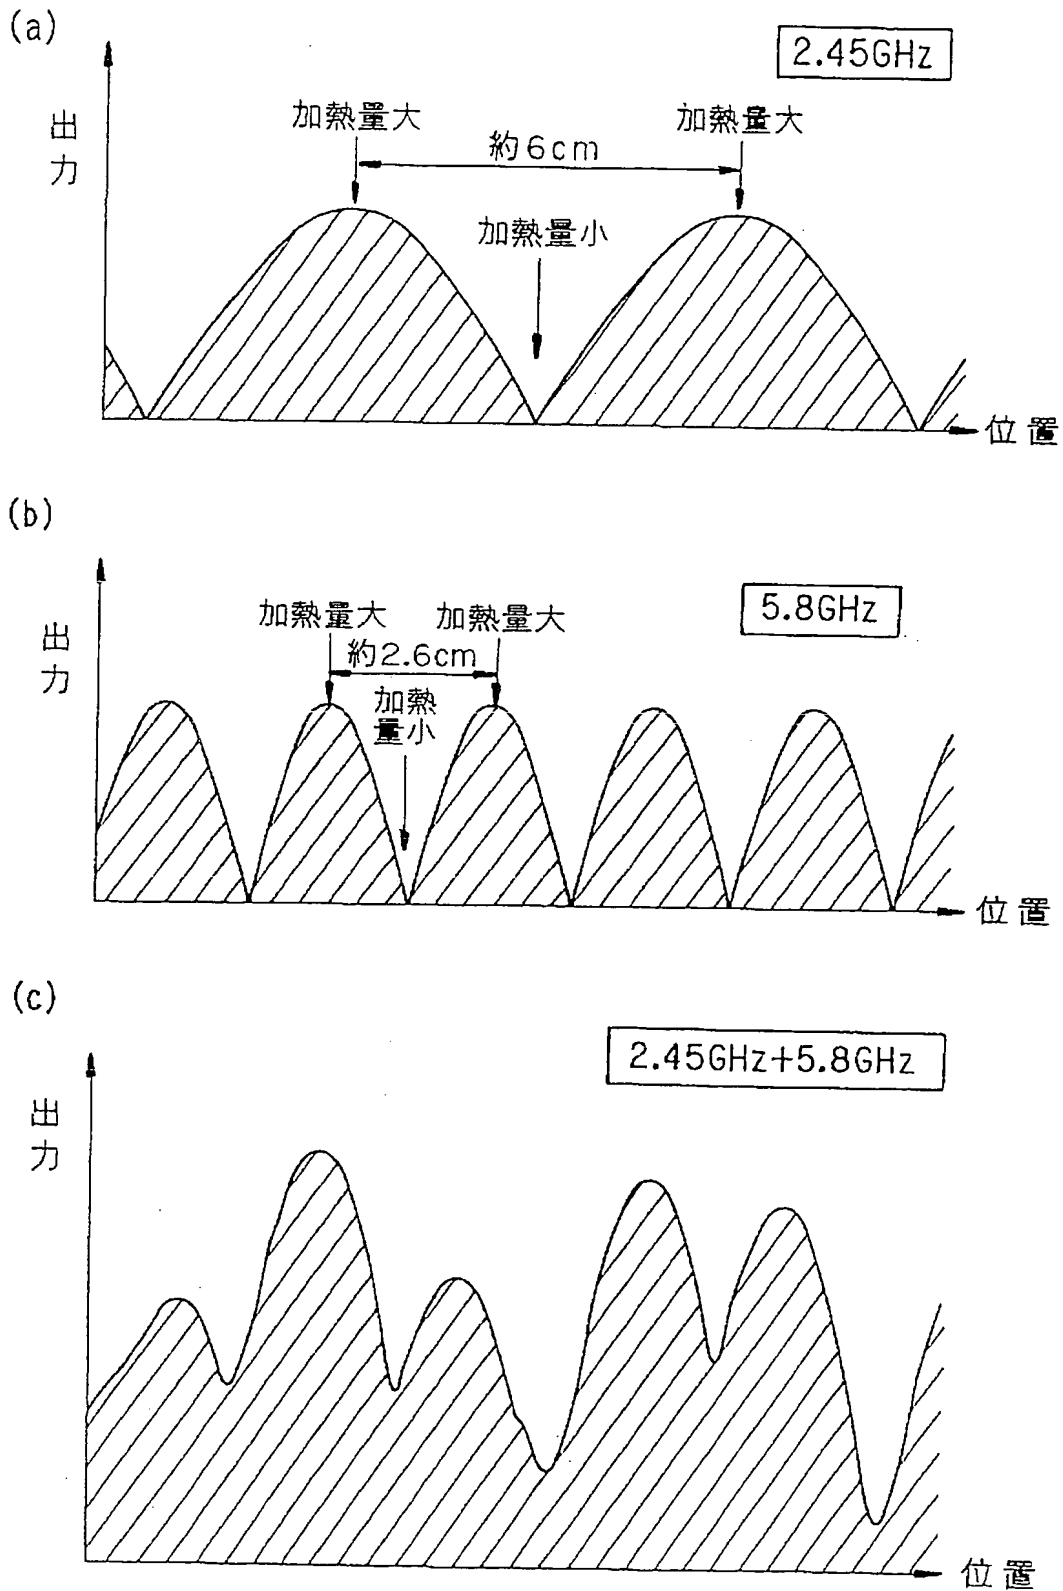 (a)
2.45GHz
出力
加熱量大
加熱量大
約6cm
加熱量小
位置
(b)
5.8GHz
出力
加熱量大
加熱量大
約2.6cm
加熱
量小
位置
(c)
2.45GHz+5.8GHz
出力
位置